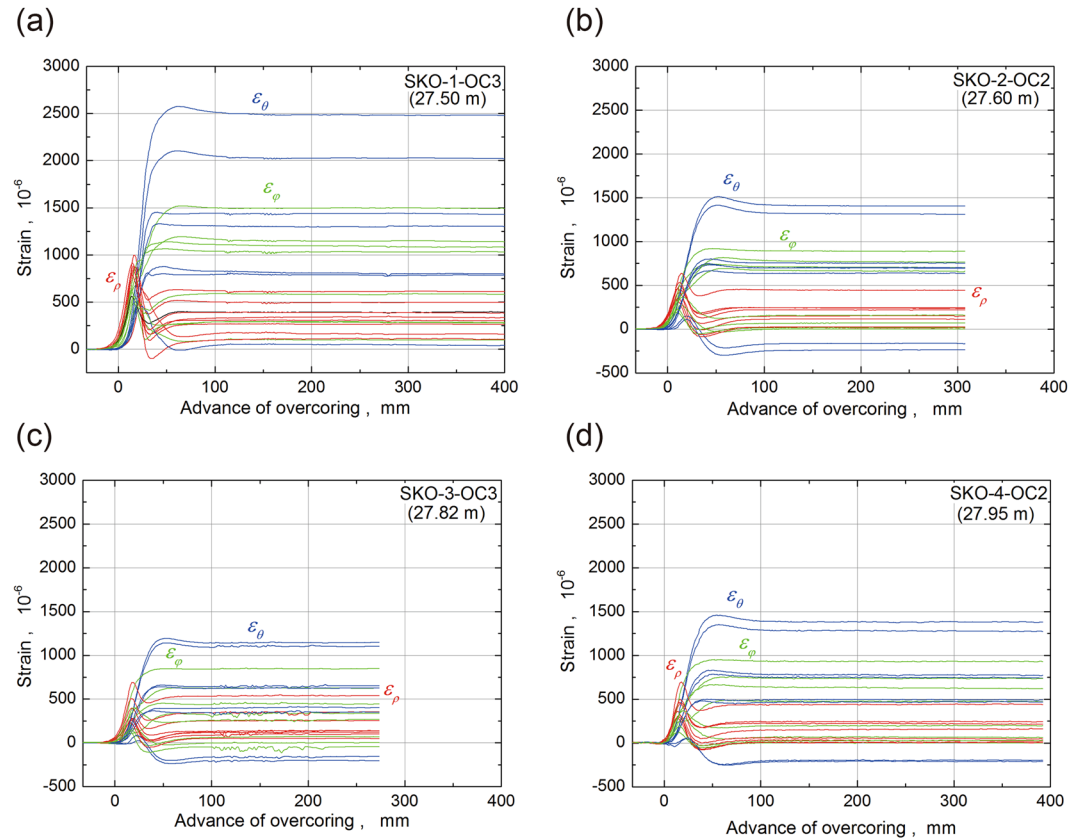 (a)
SKO-1-OC3
(27.50 m)
εθ
εφ
ερ
Strain , 10-6
3000
2500
2000
1500
1000
500
0
0 100 200 300 400
Advance of overcoring , mm
(b)
SKO-2-OC2
(27.60 m)
εθ
εφ
ερ
Strain , 10-6
3000
2500
2000
1500
1000
500
0
-500
0 100 200 300 400
Advance of overcoring , mm
(c)
SKO-3-OC3
(27.82 m)
εθ
εφ
ερ
Strain , 10-6
3000
2500
2000
1500
1000
500
0
-500
0 100 200 300 400
Advance of overcoring , mm
(d)
SKO-4-OC2
(27.95 m)
εθ
εφ
ερ
Strain , 10-6
3000
2500
2000
1500
1000
500
0
-500
0 100 200 300 400
Advance of overcoring , mm